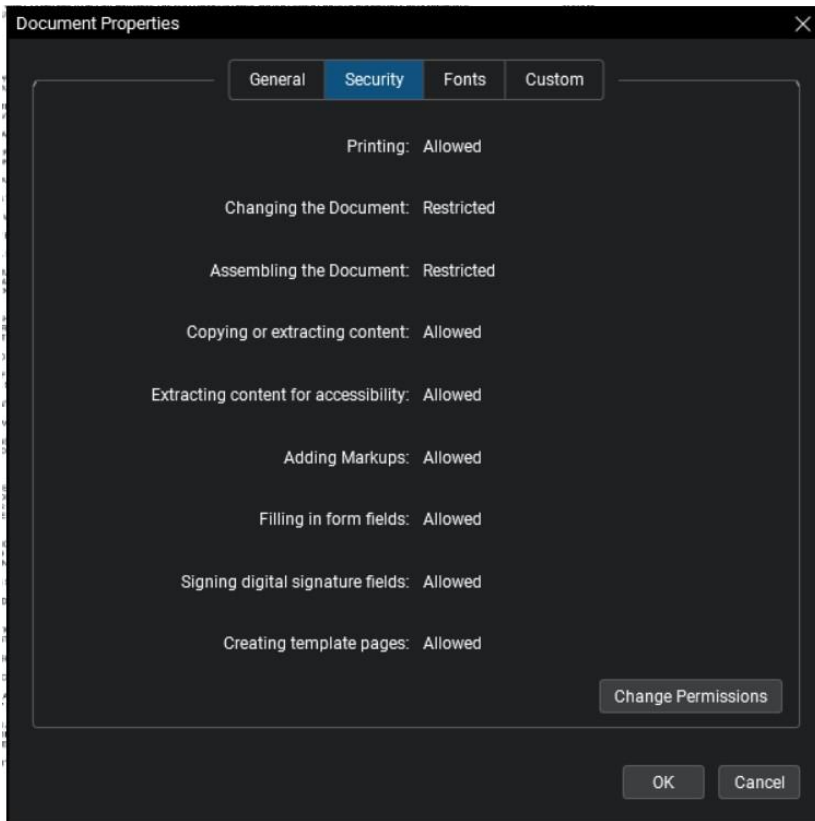 Document Properties
General Security Fonts Custom
Printing: Allowed
Changing the Document: Restricted
Assembling the Document: Restricted
Copying or extracting content: Allowed
Extracting content for accessibility: Allowed
Adding Markups: Allowed
Filling in form fields: Allowed
Signing digital signature fields: Allowed
Creating template pages: Allowed
Change Permissions
OK Cancel